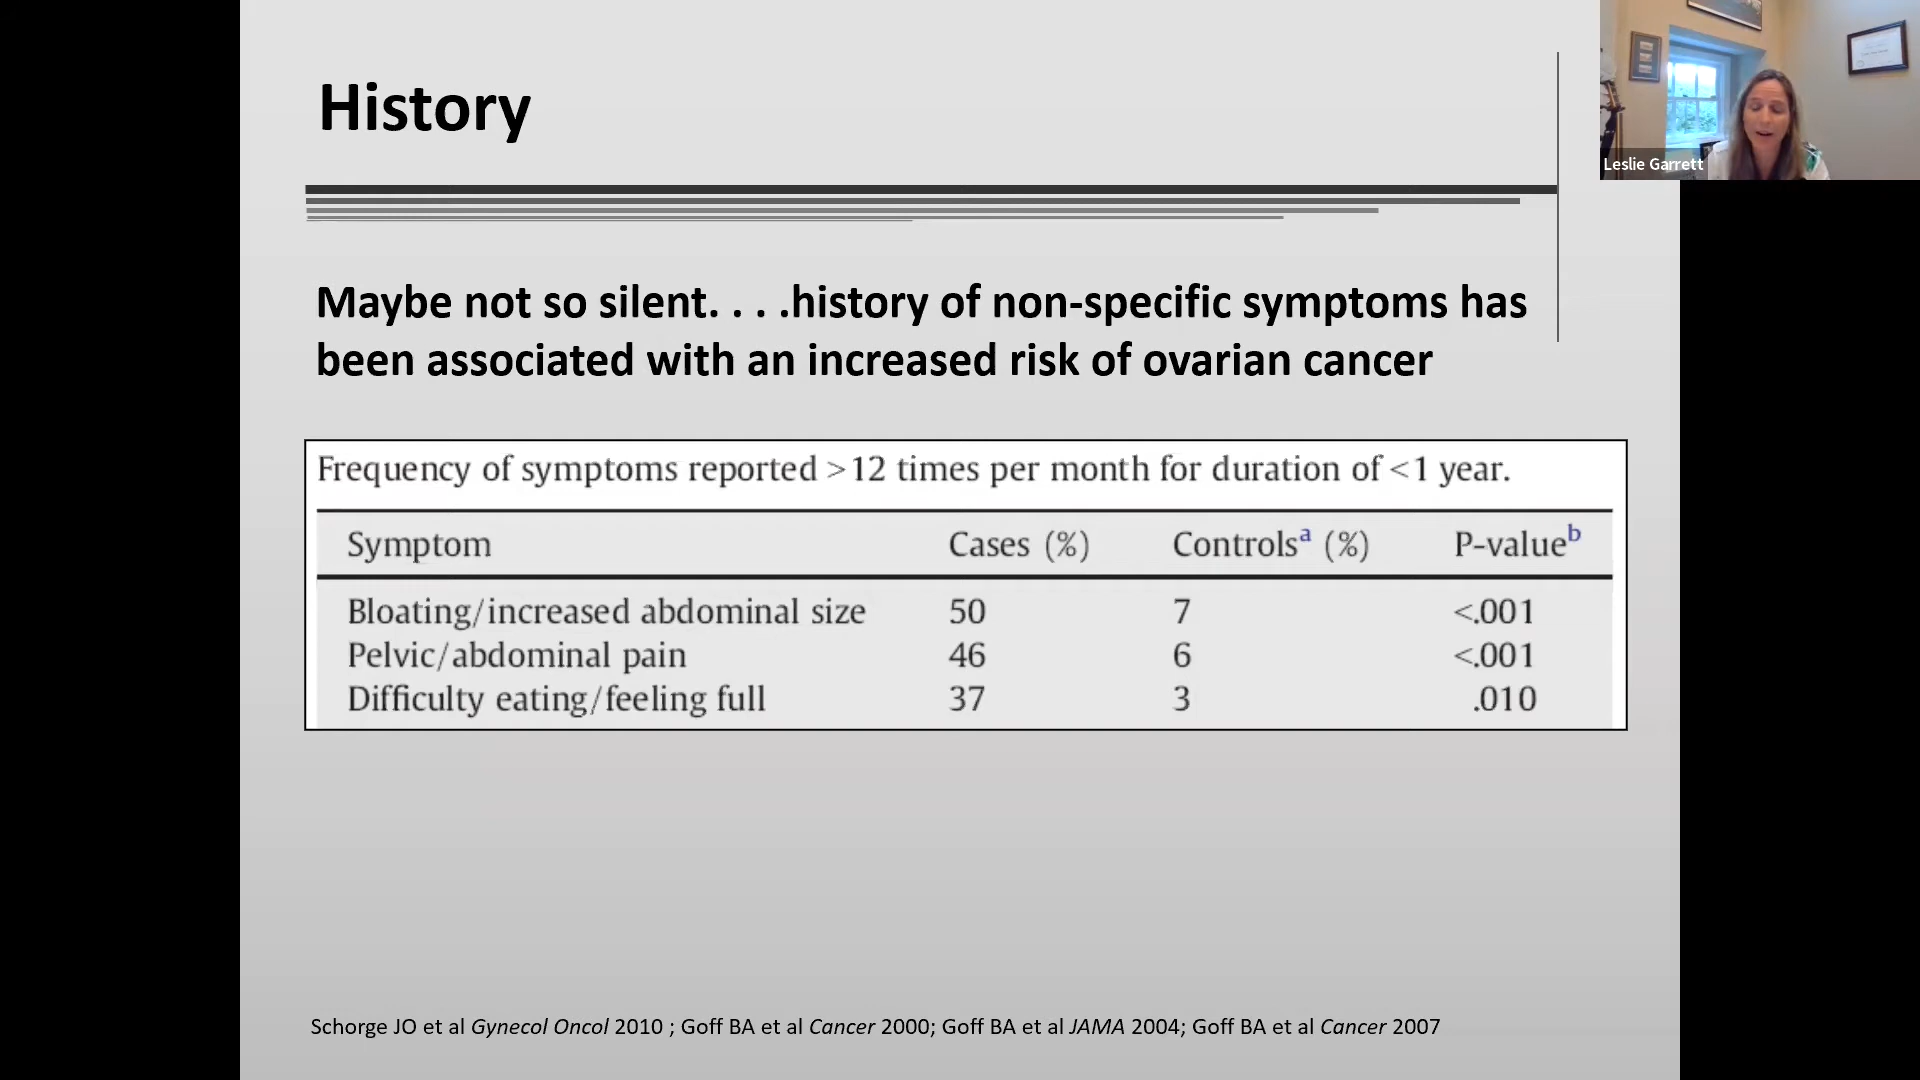 History
Leslie Garrett
Maybe not so silent. . . .history of non-specific symptoms has
been associated with an increased risk of ovarian cancer
Frequency of symptoms reported >12 times per month for duration of <1 year.
Symptom Cases (%) Controlsa (%) P-valueb
Bloating/increased abdominal size 50 7 <.001
Pelvic/abdominal pain 46 6 <.001
Difficulty eating/feeling full 37 3 .010
Schorge JO et al Gynecol Oncol 2010 ; Goff BA et al Cancer 2000; Goff BA et al JAMA 2004; Goff BA et al Cancer 2007